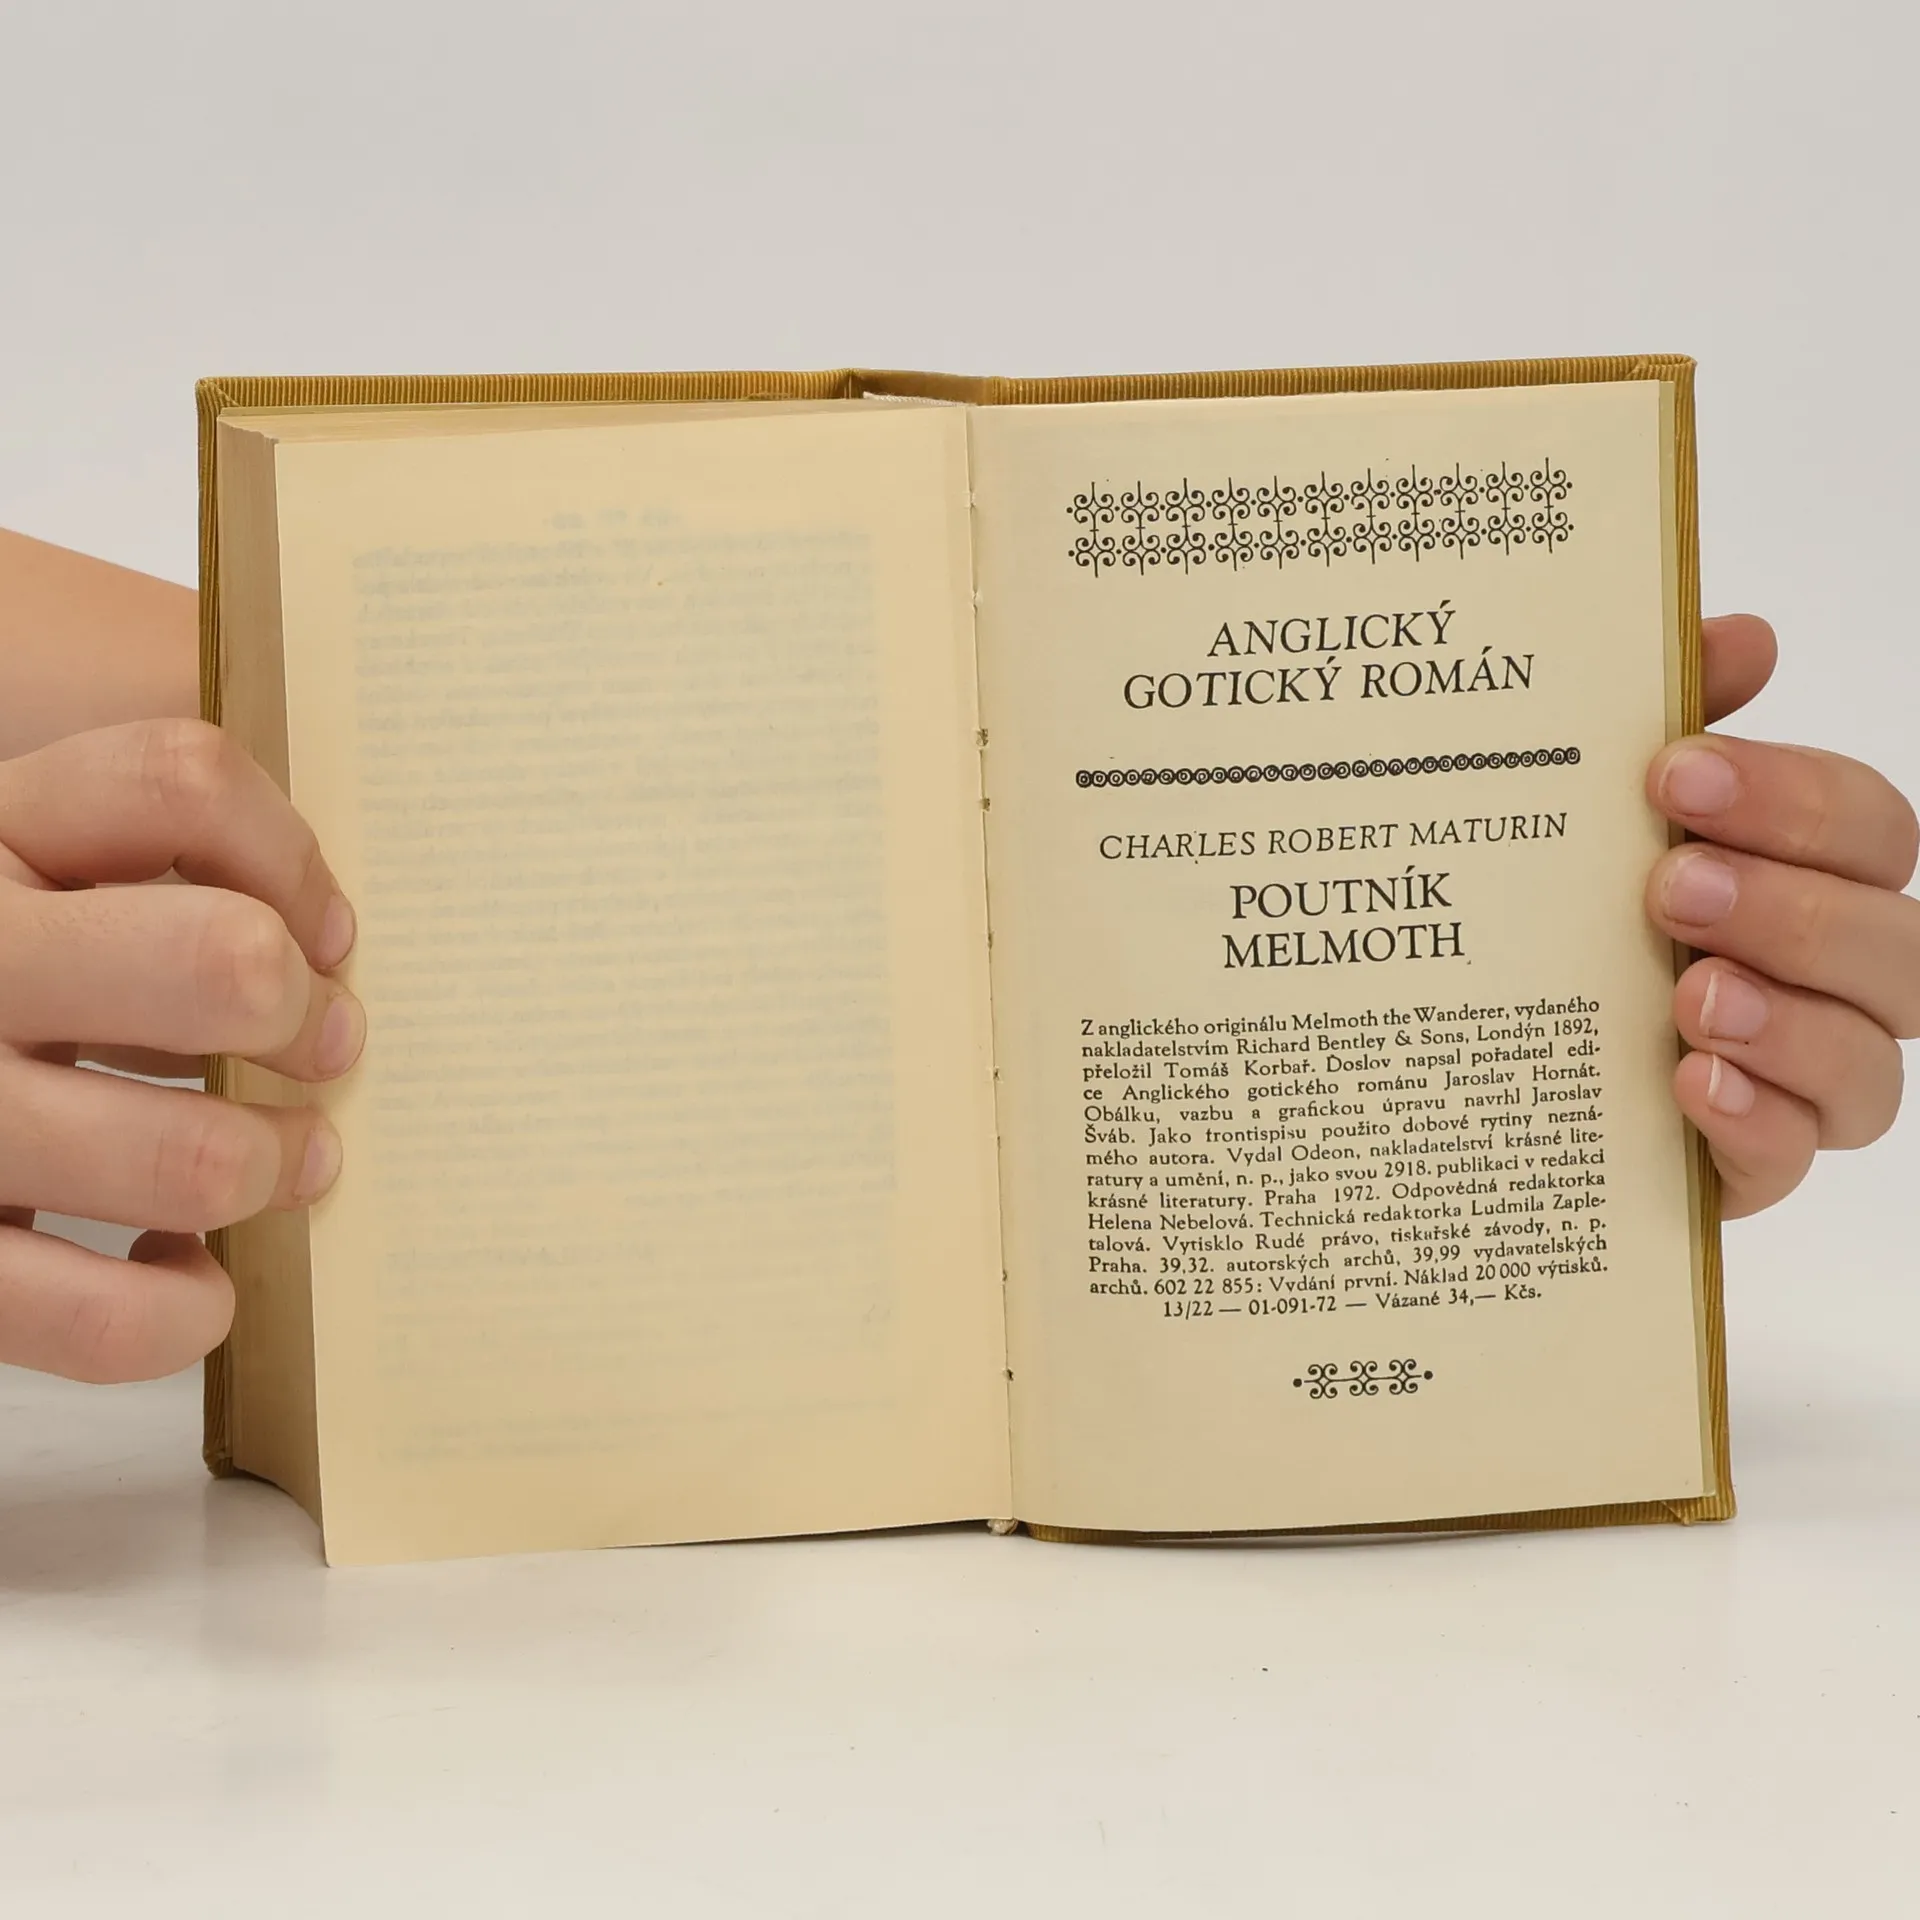 ANGLICKÝ
GOTICKÝ ROMÁN
CHARLES ROBERT MATURIN
POUTNÍK
MELMOTH
Z anglického originálu Melmoth the Wanderer, vydaného
nakladatelstvím Richard Bentley & Sons, Londýn 1892,
přeložil Tomáš Korbař. Doslov napsal pořadatel edi-
ce Anglického gotického románu Jaroslav Hornát.
Obálku, vazbu a grafickou úpravu navrhl Jaroslav
Šváb. Jako frontispisu použito dobové rytiny nezná-
mého autora. Vydal Odeon, nakladatelství krásné lite-
ratury a umění, n. p., jako svou 2918. publikaci v redakci
krásné literatury. Praha 1972. Odpovědná redaktorka
Helena Nebelová. Technická redaktorka Ludmila Zaple-
talová. Vytisklo Rudé právo, tiskařské závody, n. p.
Praha. 39,32. autorských archů, 39,99 vydavatelských
archů. 602 22 855: Vydání první. Náklad 20 000 výtisků.
13/22 — 01-091-72 — Vázané 34,— Kčs.